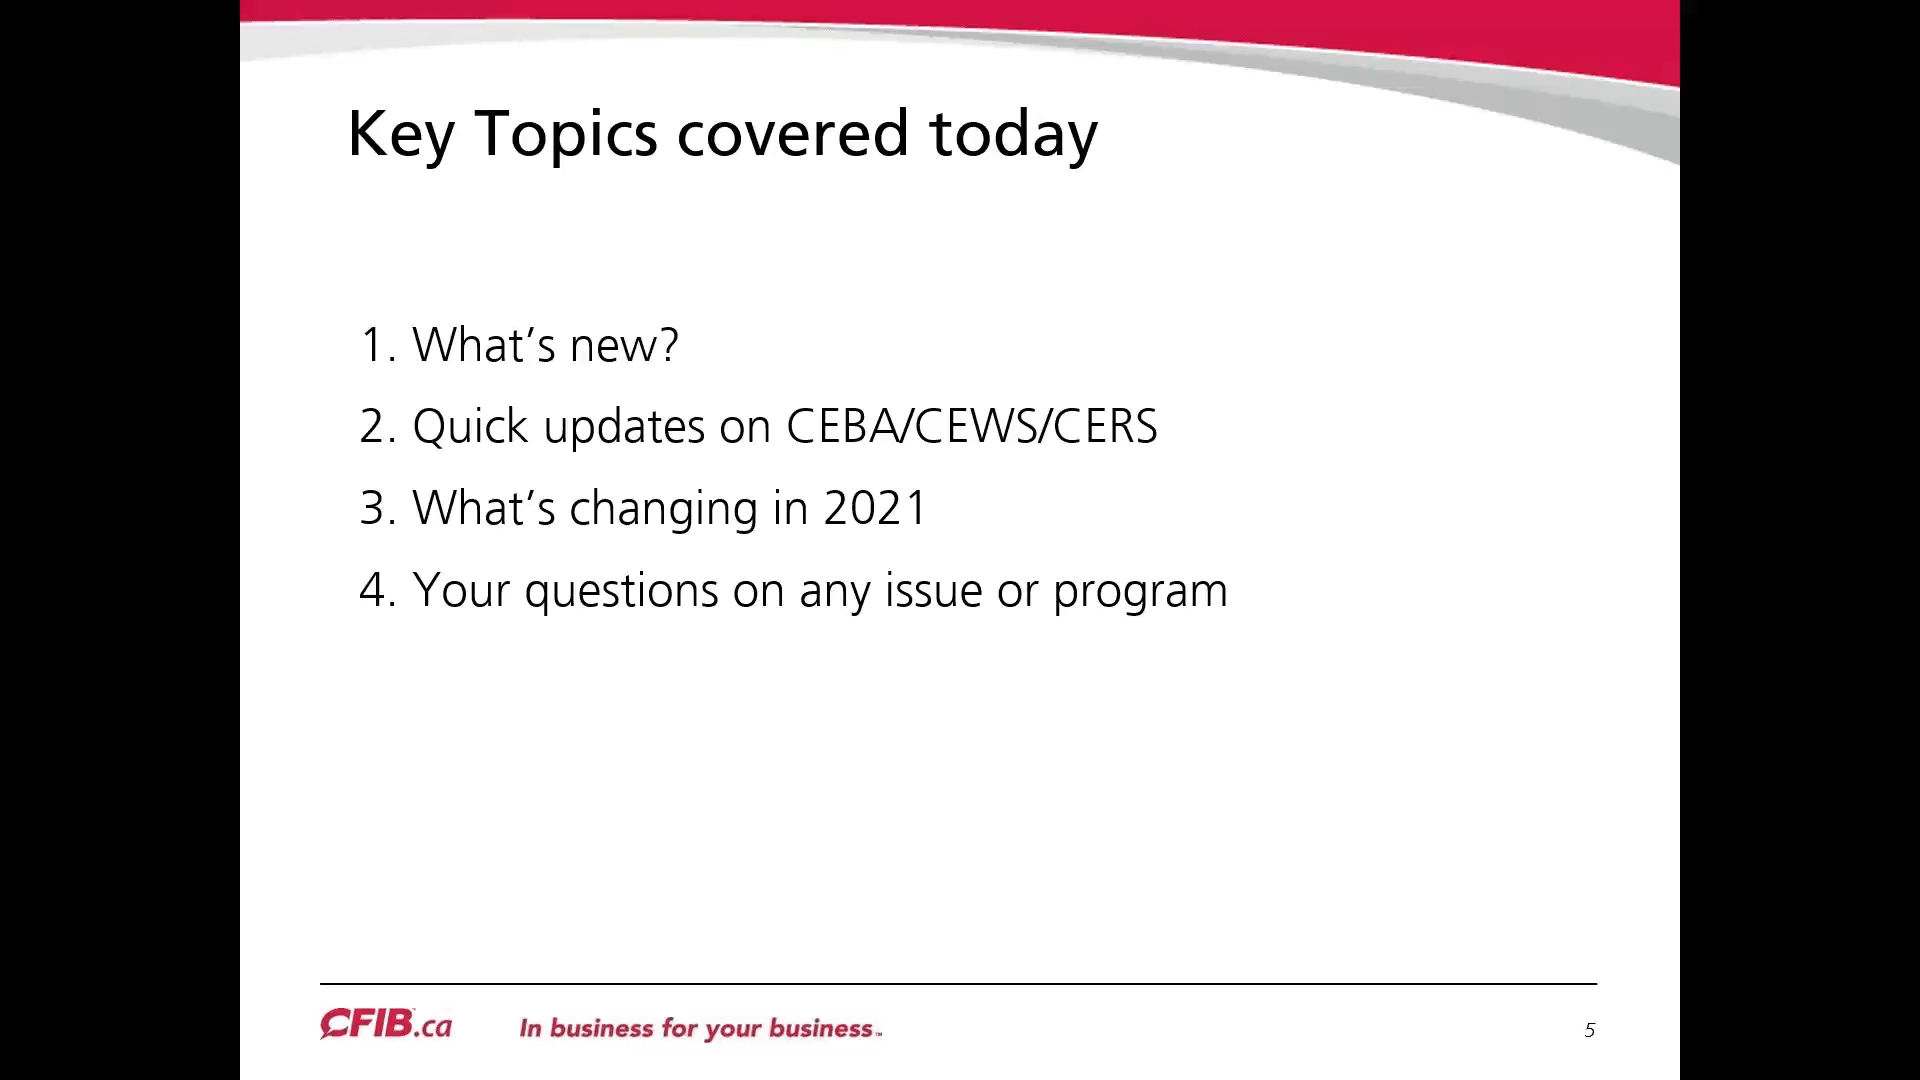 Key Topics covered today
1. What’s new?
2. Quick updates on CEBA/CEWS/CERS
3. What’s changing in 2021
4. Your questions on any issue or program
CFIB.ca
In business for your business™
5